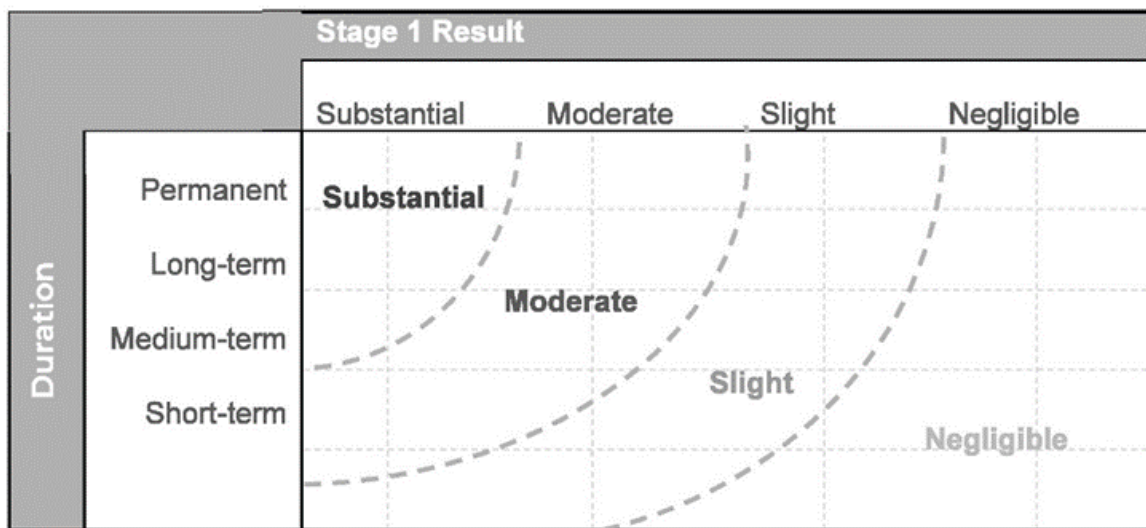 Stage 1 Result
Substantial Moderate Slight Negligible
Duration
Permanent
Substantial
Long-term
Moderate
Medium-term
Slight
Short-term
Negligible